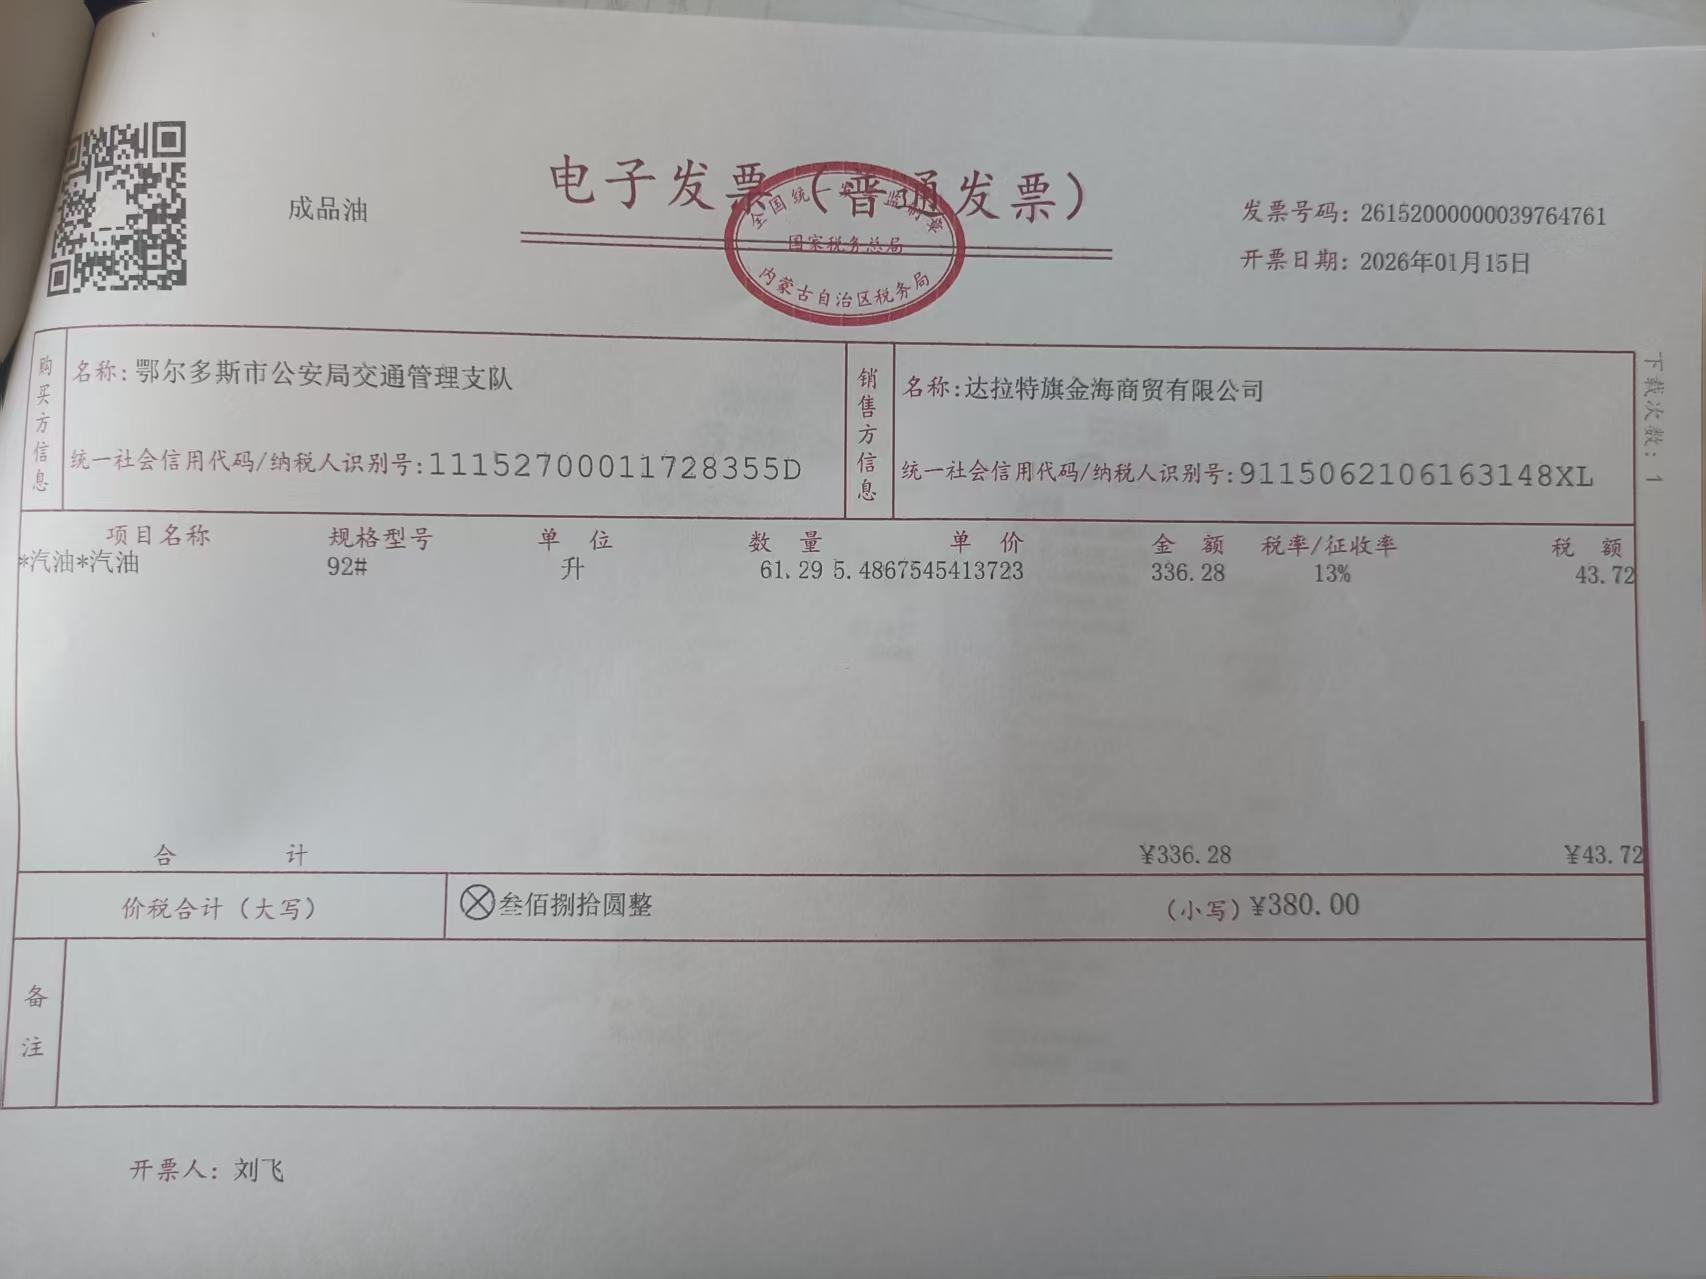 成品油
电子发票（普通发票）
全国统一发票监制章
国家税务总局
内蒙古自治区税务局
发票号码：26152000000039764761
开票日期：2026年01月15日
购买方信息
名称：鄂尔多斯市公安局交通管理支队
统一社会信用代码/纳税人识别号：11152700011728355D
销售方信息
名称：达拉特旗金海商贸有限公司
统一社会信用代码/纳税人识别号：9115062106163148XL
下载次数：1
项目名称 规格型号 单位 数量 单价 金额 税率/征收率 税额
*汽油*汽油 92# 升 61.29 5.4867545413723 336.28 13% 43.72
合计 ¥336.28 ¥43.72
价税合计（大写） ⊗叁佰捌拾圆整 （小写）¥380.00
备注
开票人：刘飞